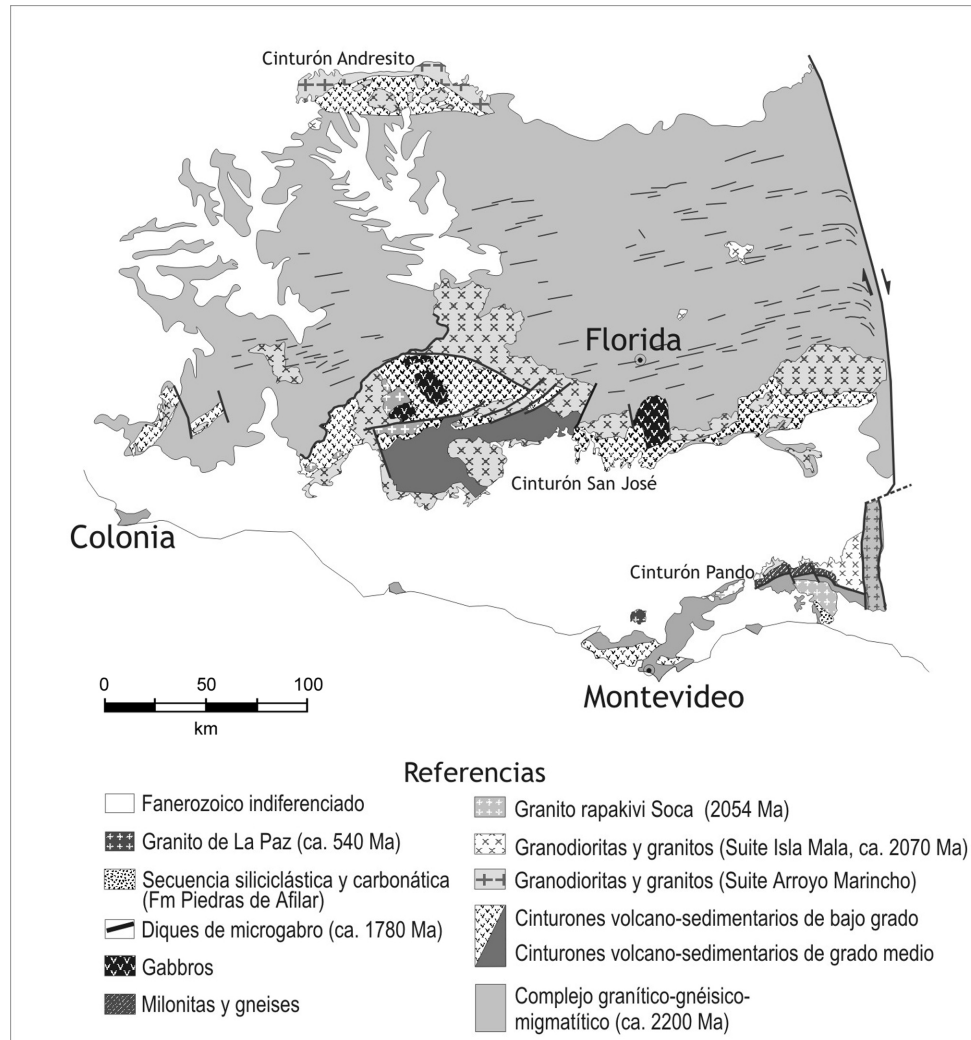 Cinturón Andresito
Florida
Cinturón San José
Colonia
Cinturón Pando
Montevideo
0 50 100
km
Referencias
Fanerozoico indiferenciado
Granito de La Paz (ca. 540 Ma)
Secuencia siliciclástica y carbonática
(Fm Piedras de Afilar)
Diques de microgabro (ca. 1780 Ma)
Gabbros
Milonitas y gneises
Granito rapakivi Soca (2054 Ma)
Granodioritas y granitos (Suite Isla Mala, ca. 2070 Ma)
Granodioritas y granitos (Suite Arroyo Marincho)
Cinturones volcano-sedimentarios de bajo grado
Cinturones volcano-sedimentarios de grado medio
Complejo granítico-gnéisico-
migmatítico (ca. 2200 Ma)